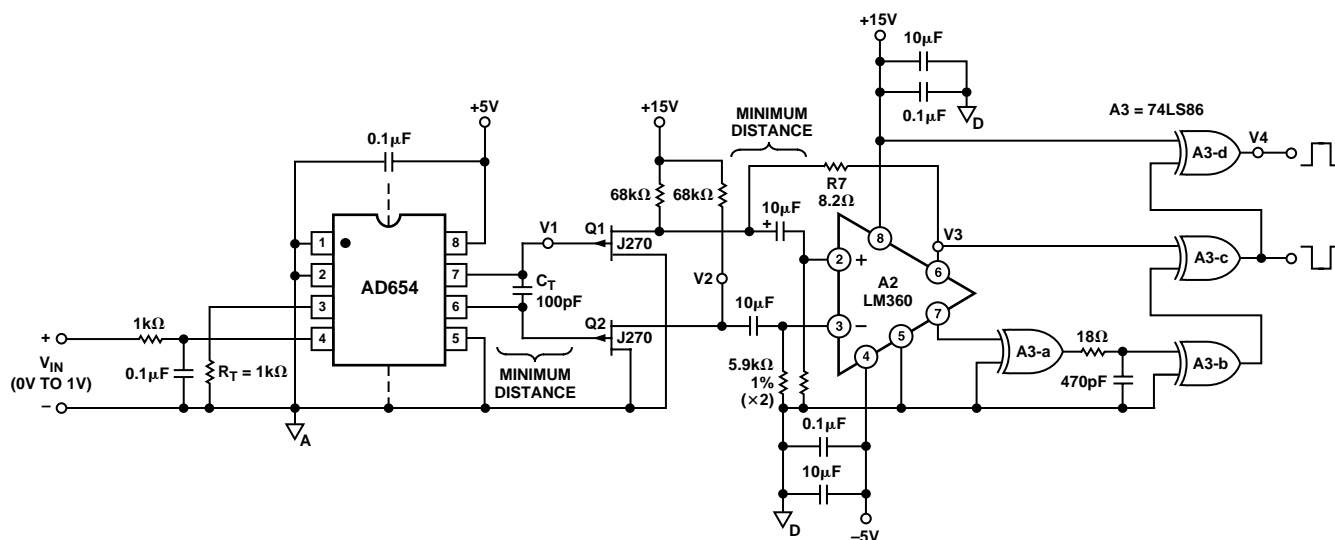 +15V
10µF
0.1µF
D
A3 = 74LS86
+5V
0.1µF
+15V
MINIMUM
DISTANCE
68kΩ
68kΩ
R7
8.2Ω
10µF
+
A3-d
V4
1
2
3
4
8
7
6
5
AD654
V1
Q1
J270
C_T
100pF
V2
Q2
J270
10µF
MINIMUM
DISTANCE
8
2
+
3
–
A2
LM360
V3
6
7
5
4
A3-c
A3-a
18Ω
470pF
A3-b
+
V_IN
(0V TO 1V)
–
1kΩ
0.1µF
R_T = 1kΩ
A
5.9kΩ
1%
(×2)
0.1µF
10µF
D
–5V